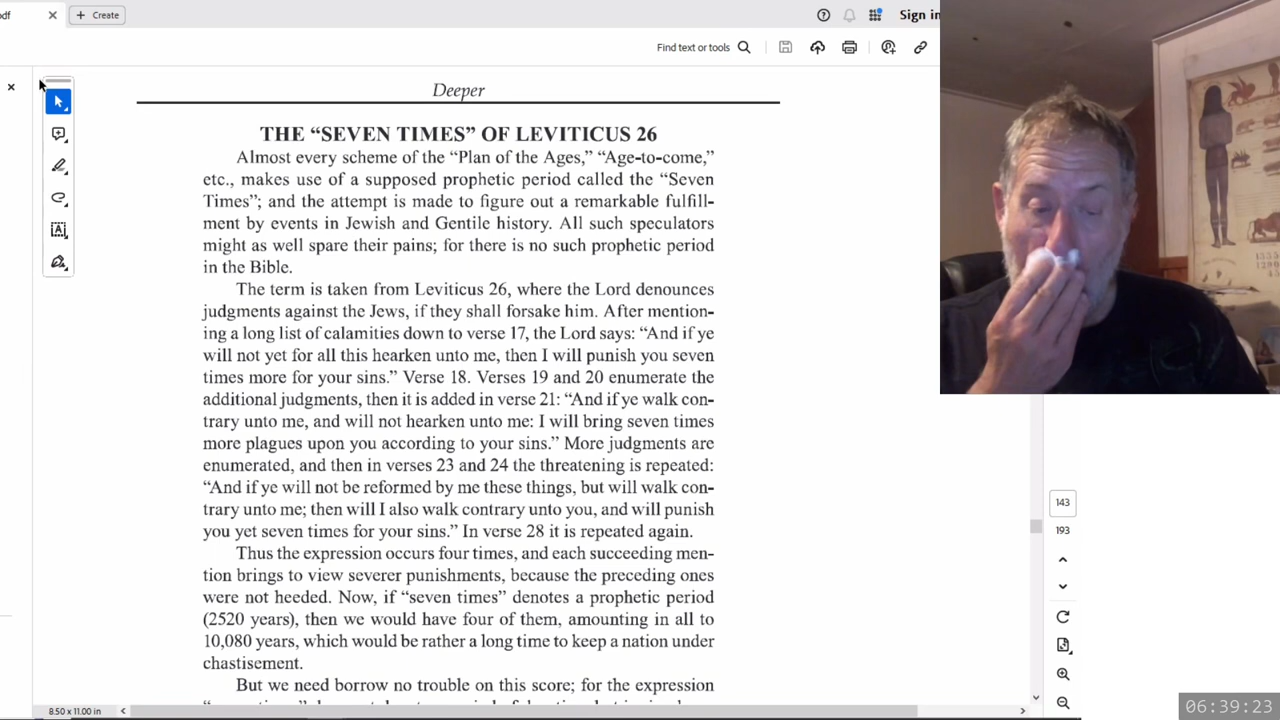 odf
Create
Sign in
Find text or tools
Deeper
THE “SEVEN TIMES” OF LEVITICUS 26
Almost every scheme of the “Plan of the Ages,” “Age-to-come,”
etc., makes use of a supposed prophetic period called the “Seven
Times”; and the attempt is made to figure out a remarkable fulfill-
ment by events in Jewish and Gentile history. All such speculators
might as well spare their pains; for there is no such prophetic period
in the Bible.
The term is taken from Leviticus 26, where the Lord denounces
judgments against the Jews, if they shall forsake him. After mention-
ing a long list of calamities down to verse 17, the Lord says: “And if ye
will not yet for all this hearken unto me, then I will punish you seven
times more for your sins.” Verse 18. Verses 19 and 20 enumerate the
additional judgments, then it is added in verse 21: “And if ye walk con-
trary unto me, and will not hearken unto me: I will bring seven times
more plagues upon you according to your sins.” More judgments are
enumerated, and then in verses 23 and 24 the threatening is repeated:
“And if ye will not be reformed by me these things, but will walk con-
trary unto me; then will I also walk contrary unto you, and will punish
you yet seven times for your sins.” In verse 28 it is repeated again.
Thus the expression occurs four times, and each succeeding men-
tion brings to view severer punishments, because the preceding ones
were not heeded. Now, if “seven times” denotes a prophetic period
(2520 years), then we would have four of them, amounting in all to
10,080 years, which would be rather a long time to keep a nation under
chastisement.
But we need borrow no trouble on this score; for the expression
143
193
8.50 x 11.00 in
06:39:23